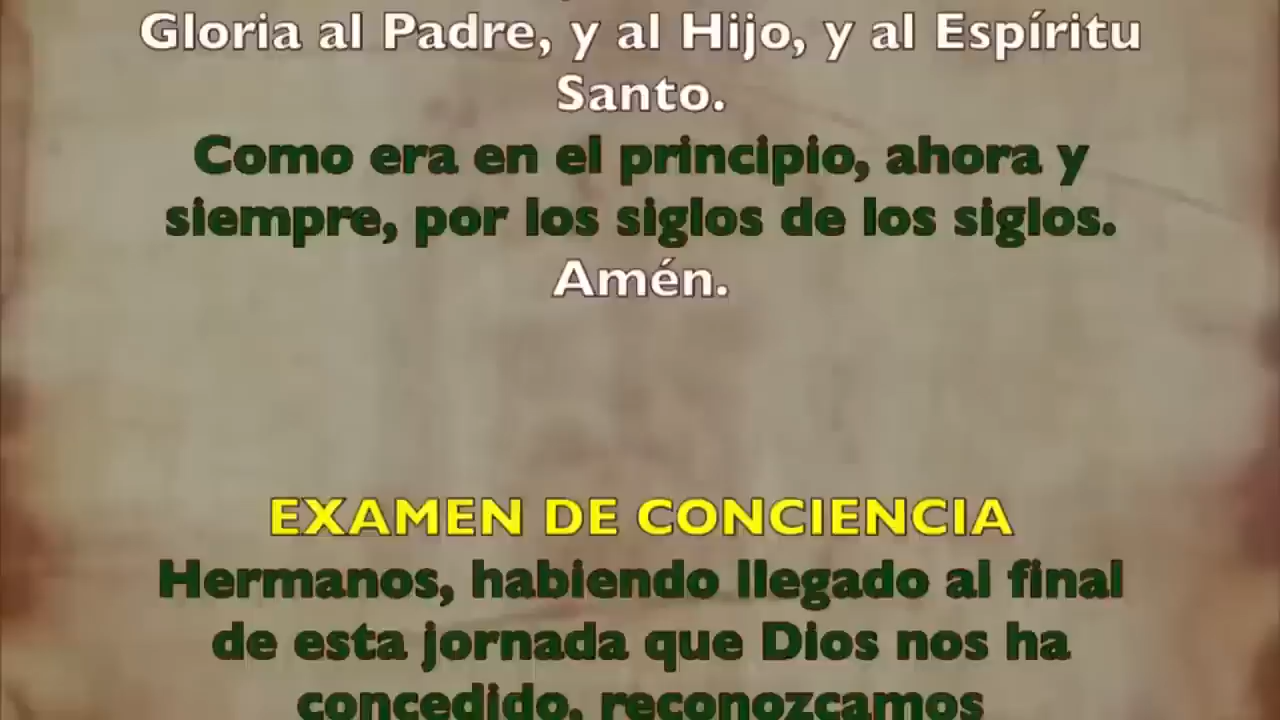 Gloria al Padre, y al Hijo, y al Espíritu
Santo.
Como era en el principio, ahora y
siempre, por los siglos de los siglos.
Amén.
EXAMEN DE CONCIENCIA
Hermanos, habiendo llegado al final
de esta jornada que Dios nos ha
concedido, reconozcamos